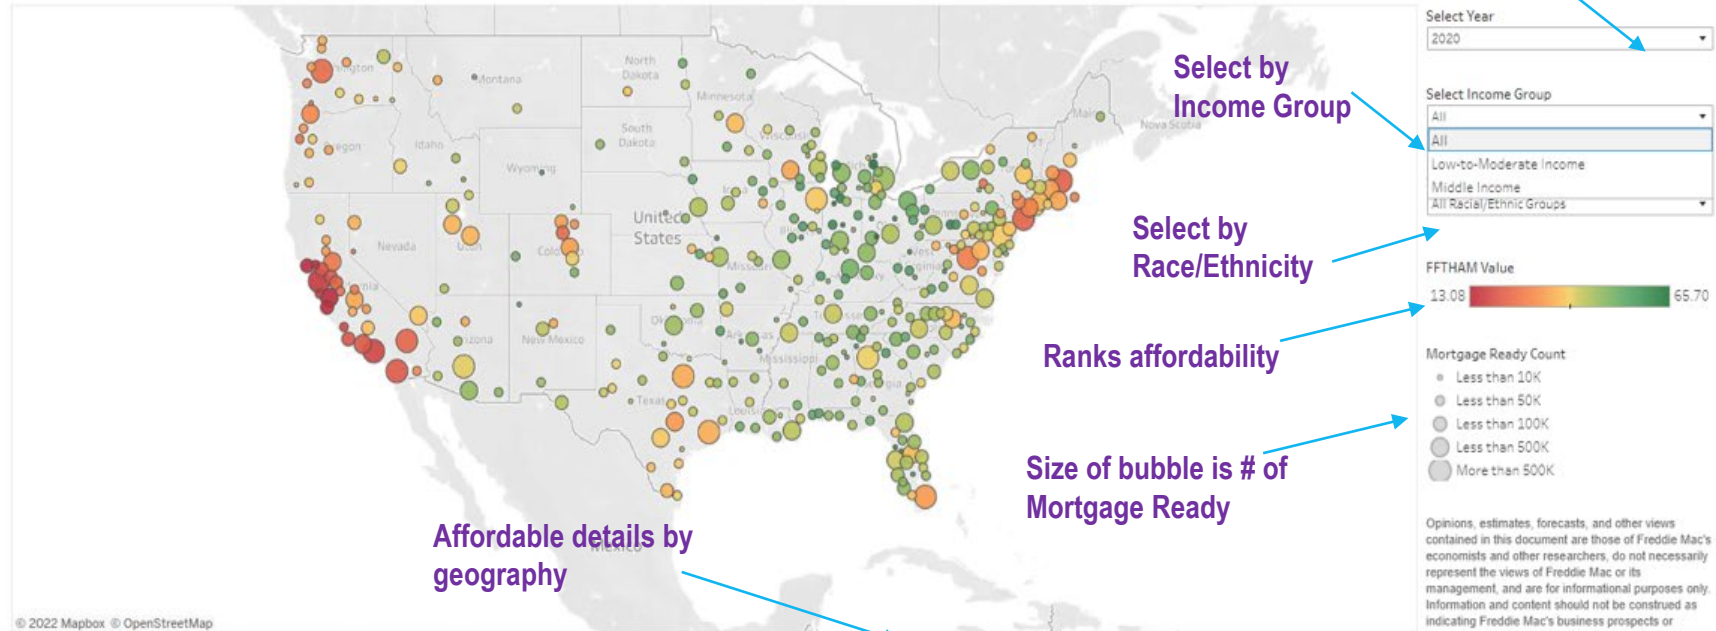 Select Year
2020
Select by
Income Group
Select Income Group
All
All
Low-to-Moderate Income
Middle Income
All Racial/Ethnic Groups
Select by
Race/Ethnicity
FFTHAM Value
13.08
65.70
Ranks affordability
Mortgage Ready Count
Less than 10K
Less than 50K
Less than 100K
Less than 500K
More than 500K
Size of bubble is # of
Mortgage Ready
Affordable details by
geography
Opinions, estimates, forecasts, and other views
contained in this document are those of Freddie Mac's
economists and other researchers, do not necessarily
represent the views of Freddie Mac or its
management, and are for informational purposes only.
Information and content should not be construed as
indicating Freddie Mac's business prospects or
North
Dakota
Montana
Minnesota
South
Dakota
Idaho
Wyoming
Maine
Nova Scotia
United
States
Nevada
Utah
Missouri
New Mexico
Mississippi
Texas
Louisiana
Georgia
Mexico
© 2022 Mapbox © OpenStreetMap